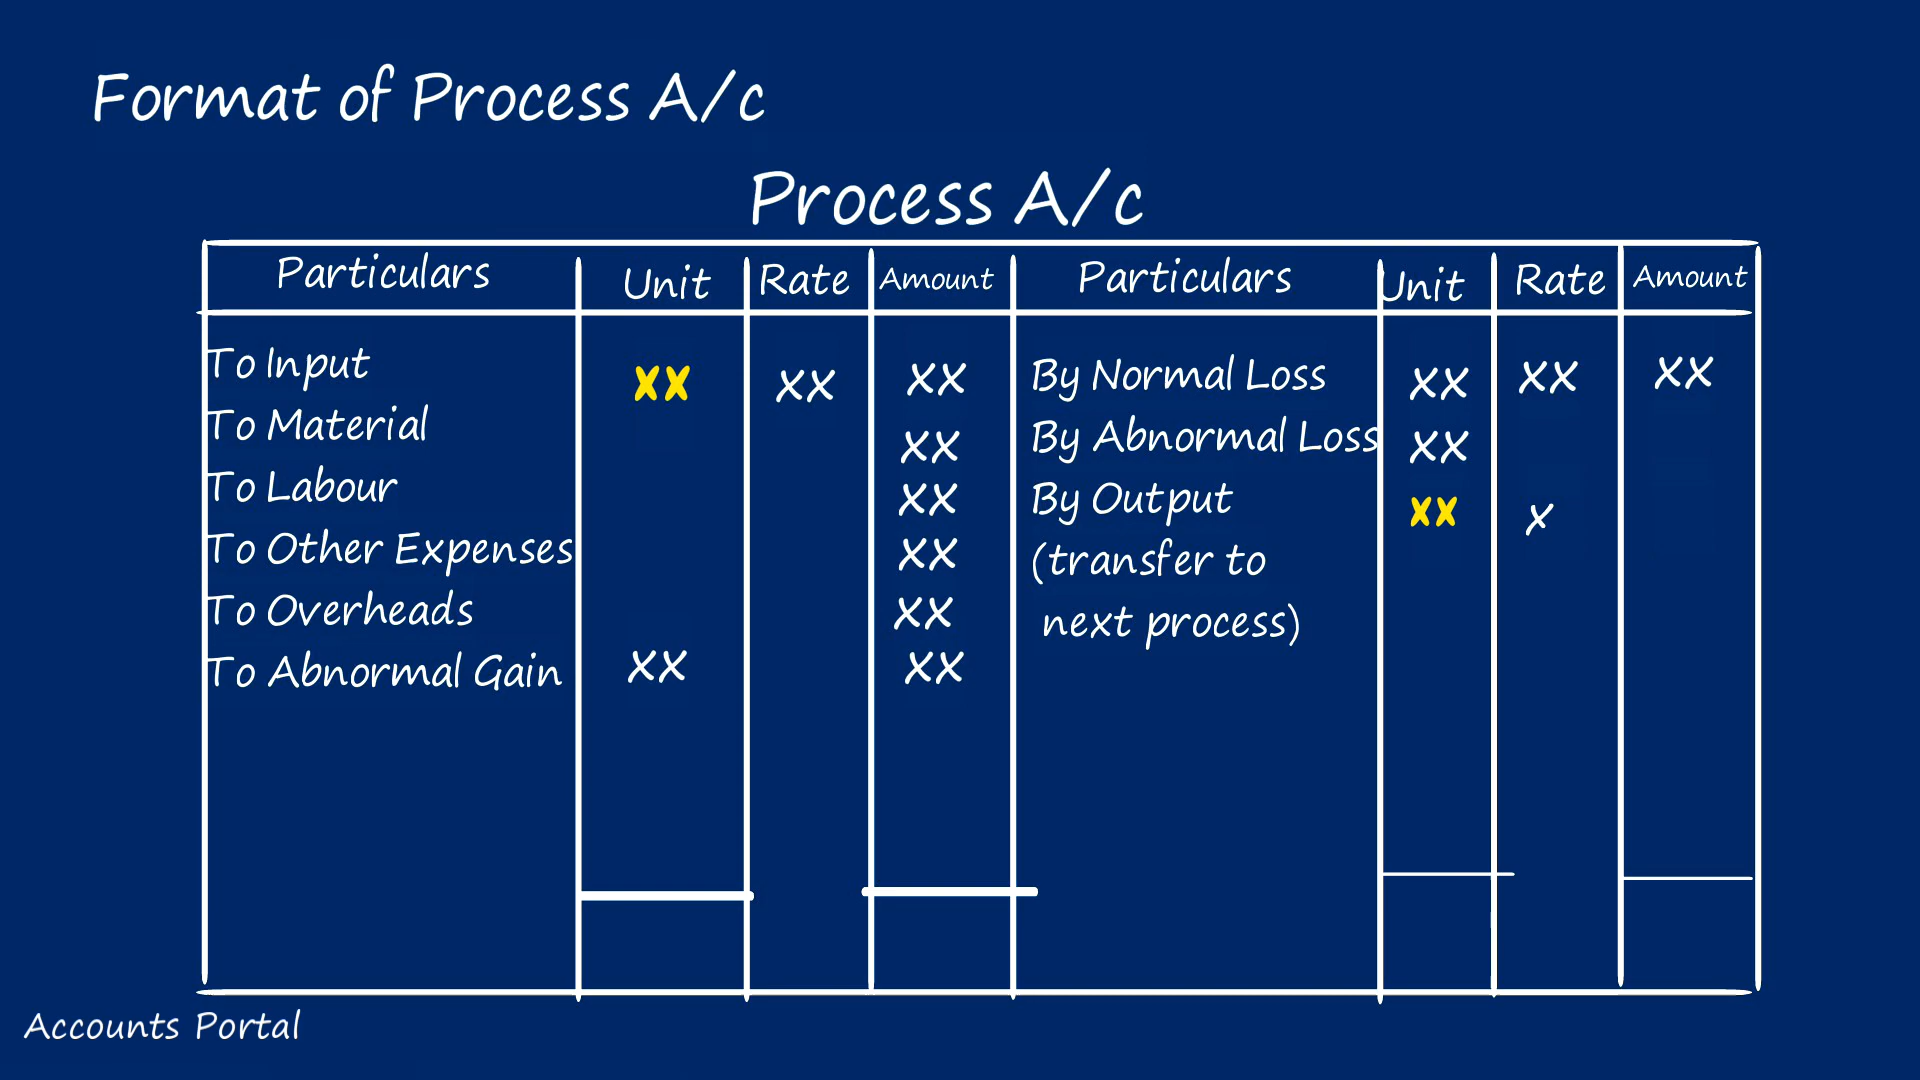 Format of Process A/c
Process A/c
Particulars Unit Rate Amount Particulars Unit Rate Amount
To Input xx xx xx By Normal Loss xx xx xx
To Material xx By Abnormal Loss xx
To Labour xx By Output xx x
To Other Expenses xx (transfer to
To Overheads xx next process)
To Abnormal Gain xx xx
Accounts Portal